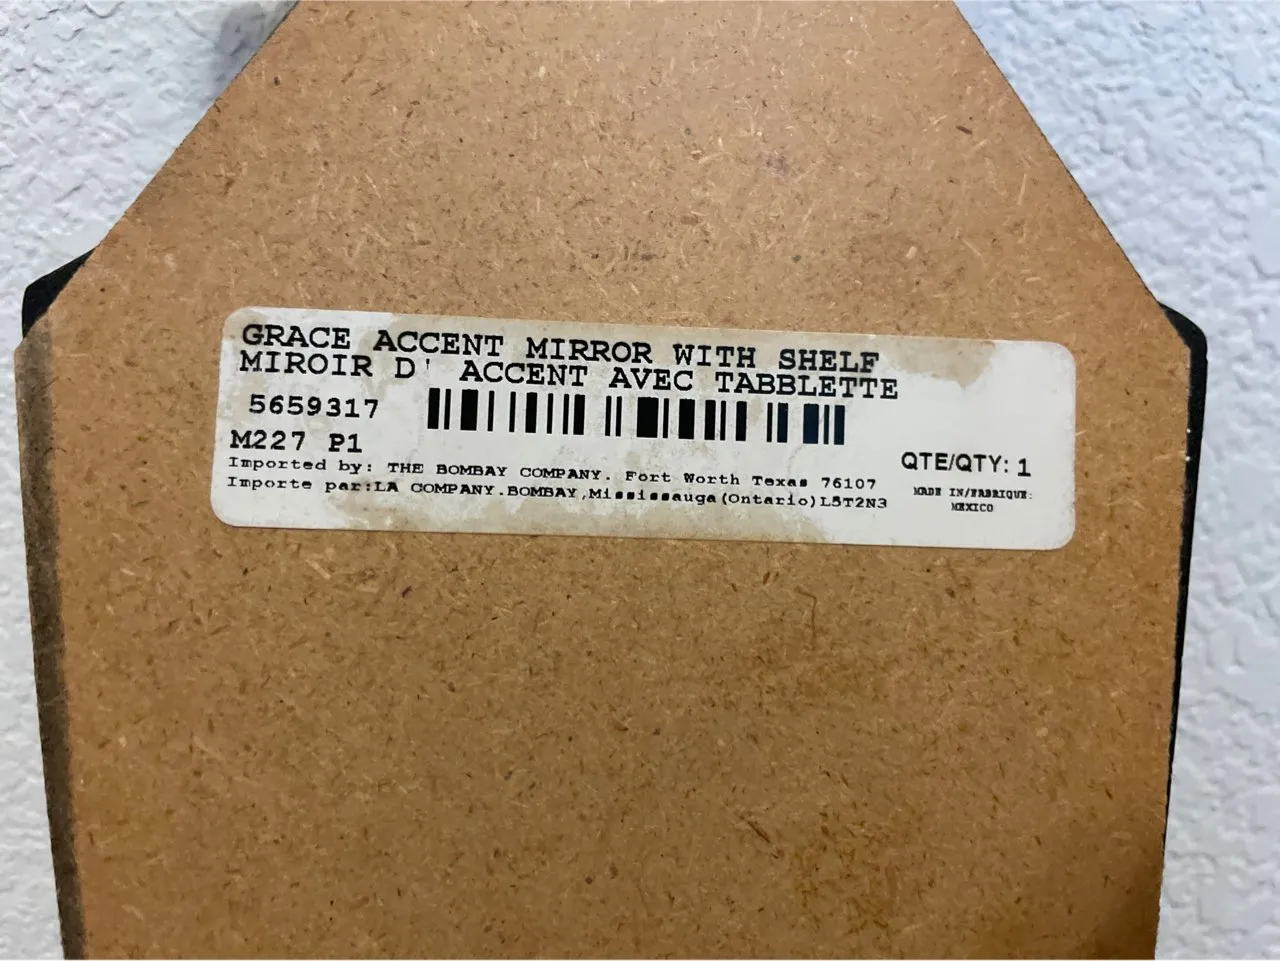 GRACE ACCENT MIRROR WITH SHELF
MIROIR D' ACCENT AVEC TABBLETTE
5659317
M227 P1
Imported by: THE BOMBAY COMPANY. Fort Worth Texas 76107
Importe par:LA COMPANY.BOMBAY,Mississauga(Ontario)L5T2N3
QTE/QTY: 1
MADE IN/FABRIQUE:
MEXICO